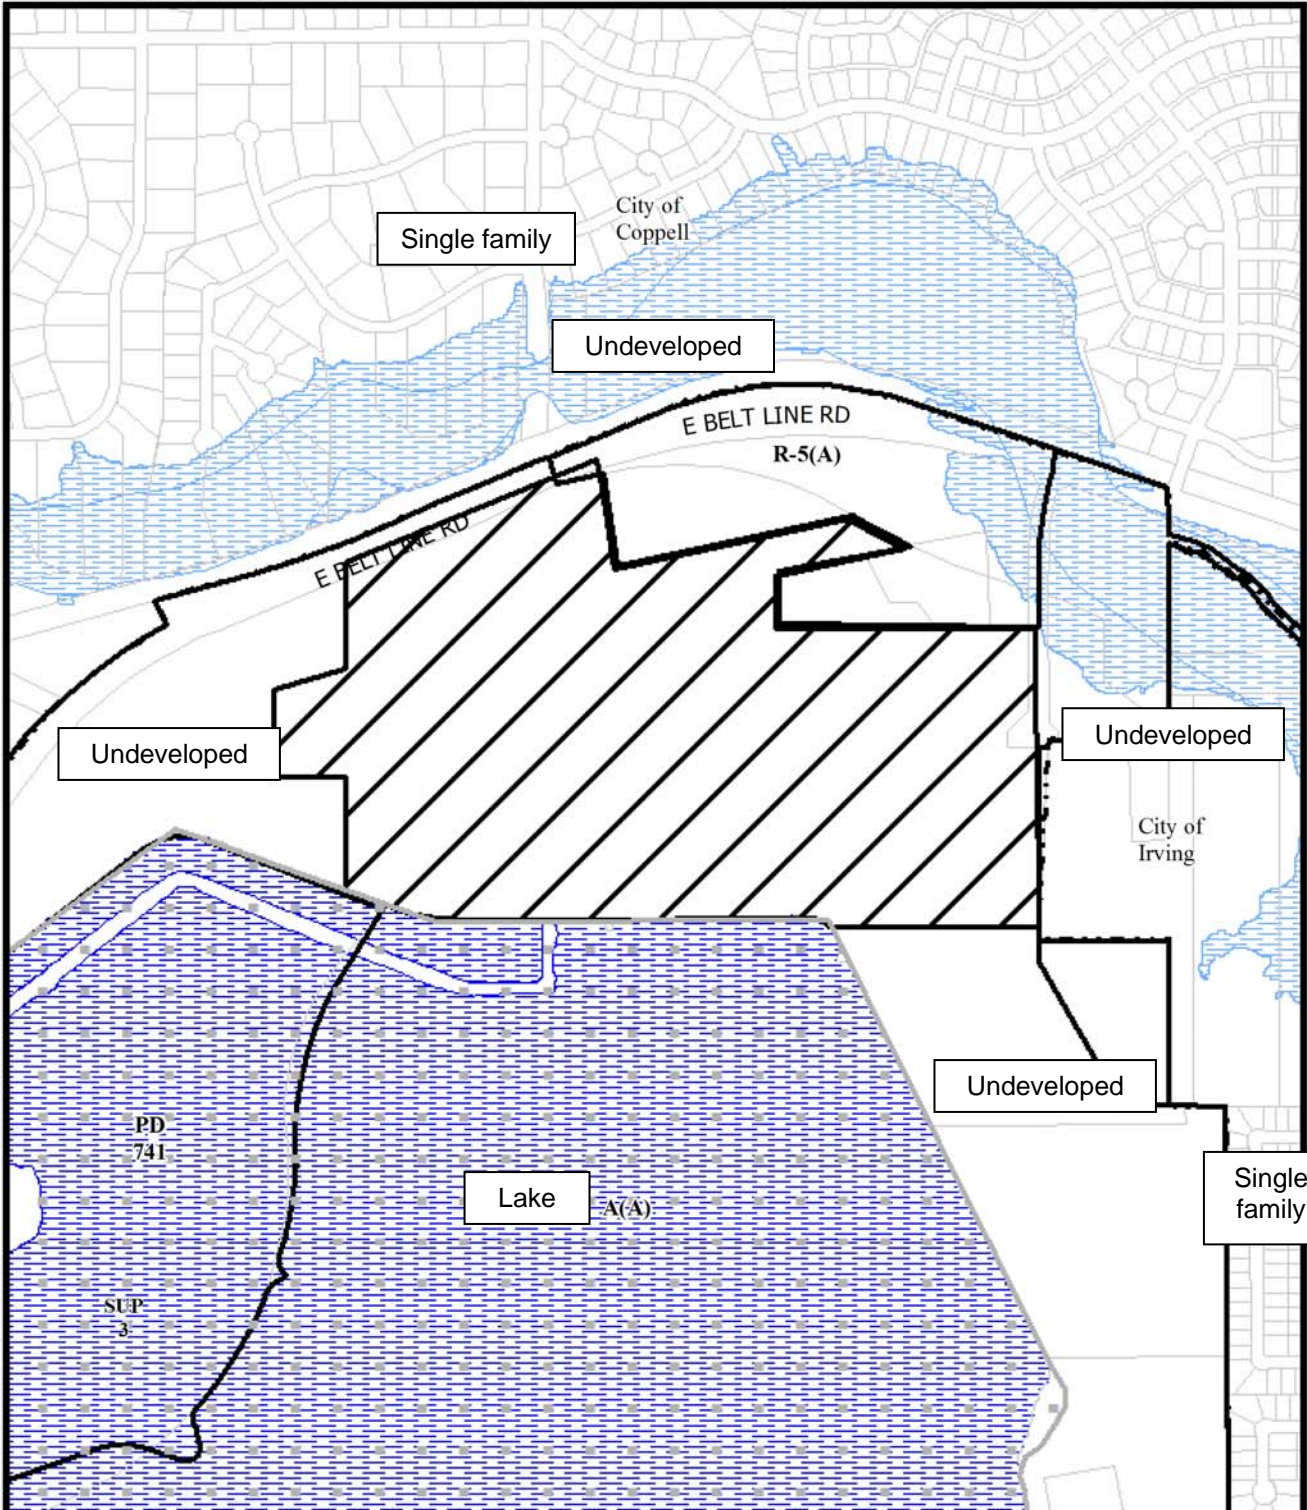 City of
Coppell
Single family
Undeveloped
E BELT LINE RD
R-5(A)
E BELT LINE RD
Undeveloped
Undeveloped
City of
Irving
Undeveloped
PD
741
Single
family
Lake
A(A)
SUP
3